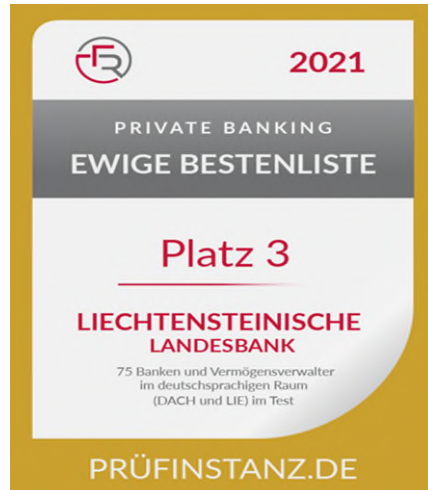 FR
2021
PRIVATE BANKING
EWIGE BESTENLISTE
Platz 3
LIECHTENSTEINISCHE
LANDESBANK
75 Banken und Vermögensverwalter
im deutschsprachigen Raum
(DACH und LIE) im Test
PRÜFINSTANZ.DE